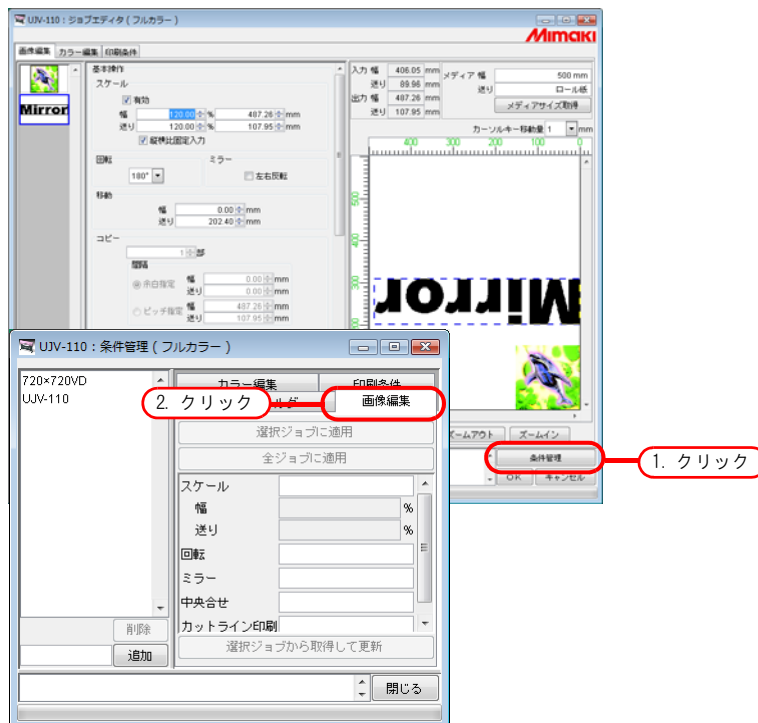 UJV-110 : ジョブエディタ ( フルカラー )
Mimaki
画像編集 カラー編集 印刷条件
Mirror
基本操作
スケール
有効
幅 120.00 % 487.26 mm
送り 120.00 % 107.95 mm
縦横比固定入力
回転 ミラー
180° 左右反転
移動
幅 0.00 mm
送り 202.40 mm
コピー
1 部
間隔
余白指定 幅 0.00 mm
送り 0.00 mm
ピッチ指定 幅 487.26 mm
送り 107.95 mm
入力 幅 406.05 mm
送り 89.96 mm
出力 幅 487.26 mm
送り 107.95 mm
メディア 幅 500 mm
送り ロール紙
メディアサイズ取得
カーソルキー移動量 1 mm
400 300 200 100 0
500
Mirror
ズームアウト ズームイン
条件管理
OK キャンセル
1. クリック
UJV-110 : 条件管理 ( フルカラー )
720×720VD
UJV-110
カラー編集 印刷条件
ルダ 画像編集
2. クリック
選択ジョブに適用
全ジョブに適用
スケール
幅 %
送り %
回転
ミラー
中央合せ
カットライン印刷
選択ジョブから取得して更新
削除
追加
閉じる